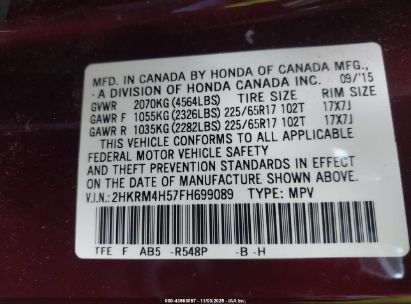 MFD. IN CANADA BY HONDA OF CANADA MFG.,
-A DIVISION OF HONDA CANADA INC. 09/'15
GVWR 2070KG (4564LBS) TIRE SIZE RIM SIZE
GAWR F 1055KG (2326LBS) 225/65R17 102T 17X7J
GAWR R 1035KG (2282LBS) 225/65R17 102T 17X7J
THIS VEHICLE CONFORMS TO ALL APPLICABLE
FEDERAL MOTOR VEHICLE SAFETY
AND THEFT PREVENTION STANDARDS IN EFFECT
ON THE DATE OF MANUFACTURE SHOWN ABOVE.
V.I.N.: 2HKRM4H57FH699089 TYPE: MPV
TFE F AB5 -R548P -B -H